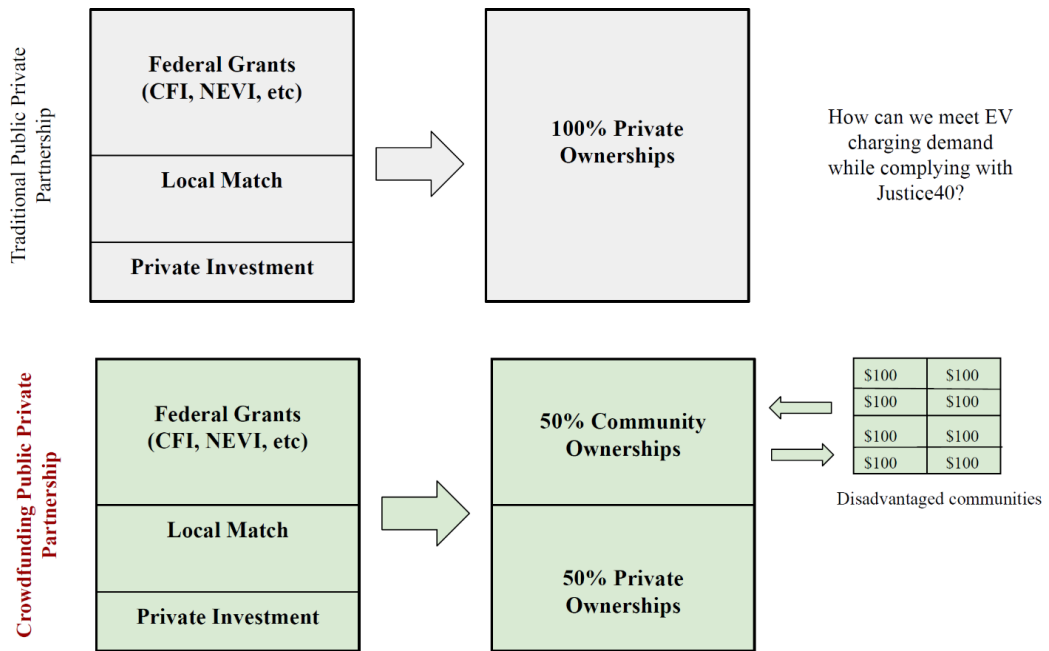 Traditional Public Private
Partnership
Federal Grants
(CFI, NEVI, etc)
Local Match
Private Investment
100% Private
Ownerships
How can we meet EV
charging demand
while complying with
Justice40?
Crowdfunding Public Private
Partnership
Federal Grants
(CFI, NEVI, etc)
Local Match
Private Investment
50% Community
Ownerships
50% Private
Ownerships
$100 $100
$100 $100
$100 $100
$100 $100
Disadvantaged communities